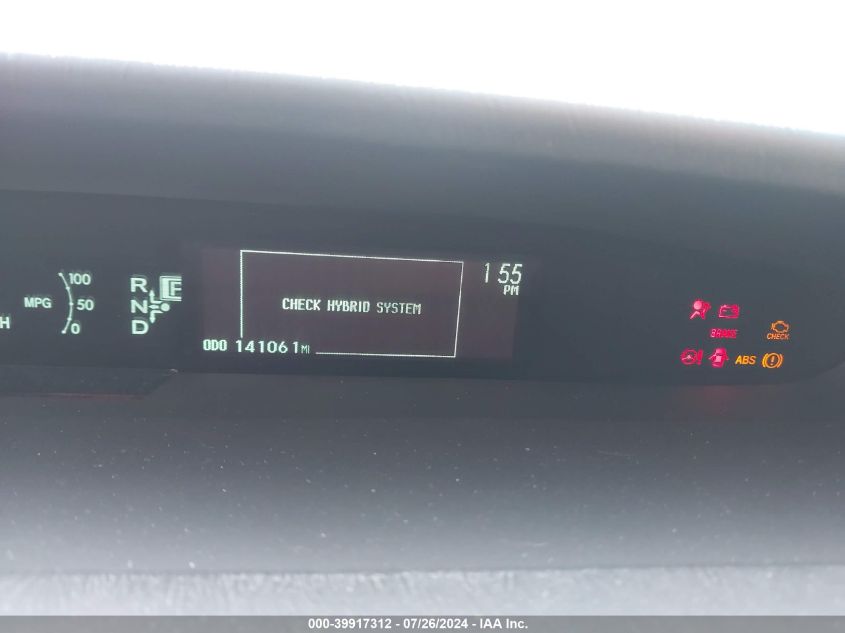 100
MPG 50
0
H
R
N
D
F
1 55
PM
CHECK HYBRID SYSTEM
ODO 141061 MI
CHECK
ABS
000-39917312 / 07/26/2024 - IAA Inc.